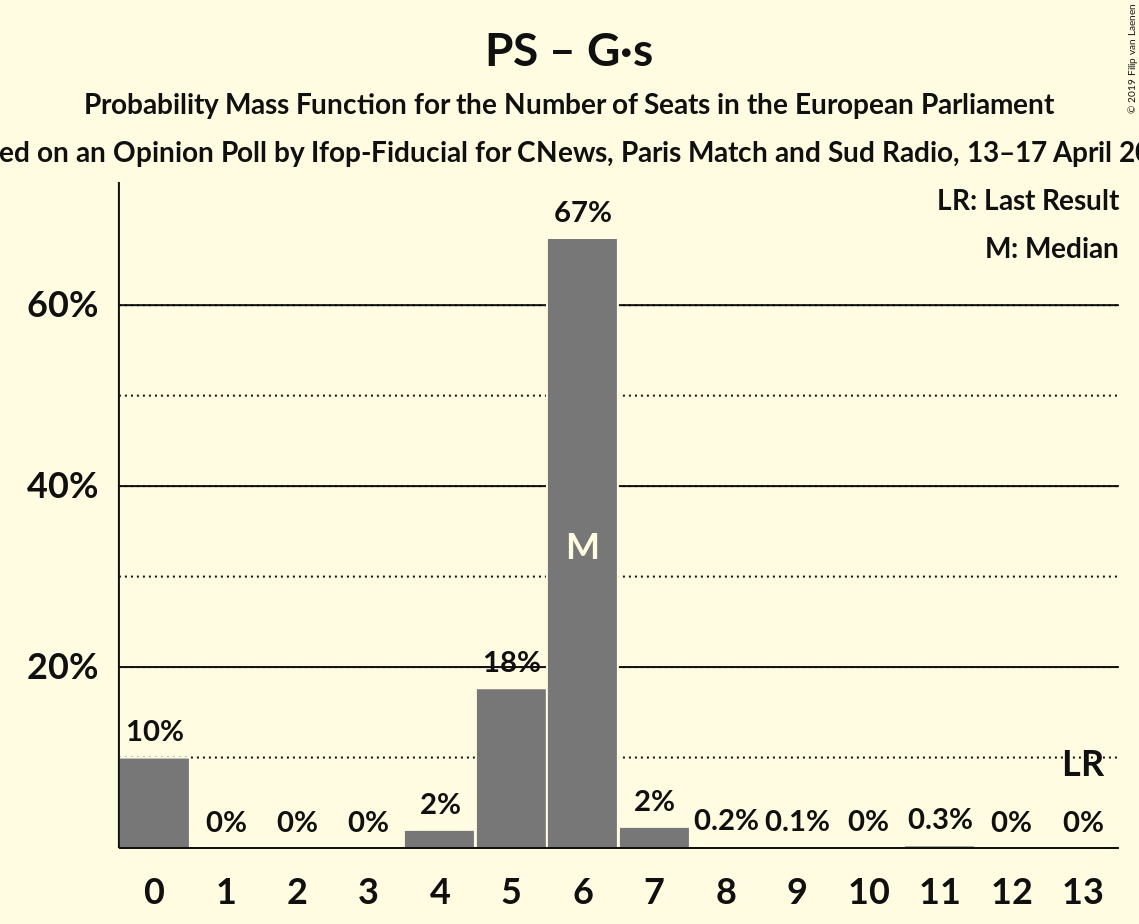 PS – G·s
Probability Mass Function for the Number of Seats in the European Parliament
on an Opinion Poll by Ifop-Fiducial for CNews, Paris Match and Sud Radio, 13–17 April
© 2019 Filip van Laenen
LR: Last Result
M: Median
67%
60%
40%
M
20%
18%
10%
LR
2%
2%
0% 0% 0% 0.2% 0.1% 0% 0.3% 0% 0%
0 1 2 3 4 5 6 7 8 9 10 11 12 13